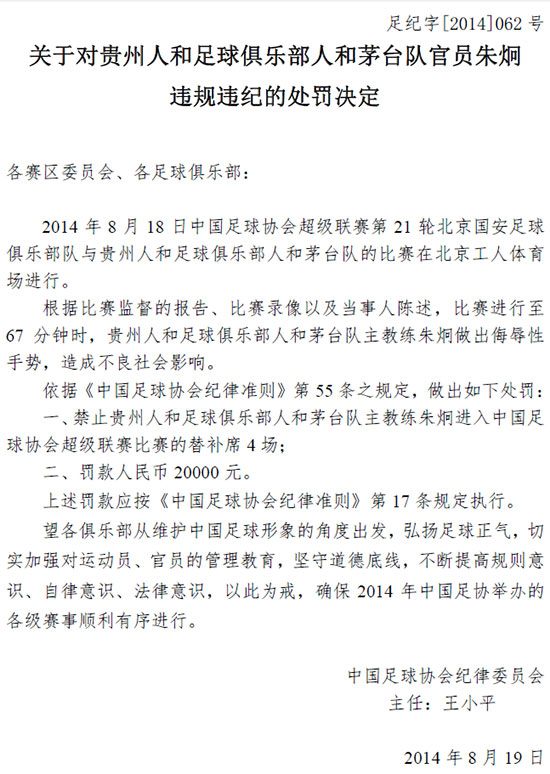 足纪字[2014]062 号
关于对贵州人和足球俱乐部人和茅台队官员朱炯
违规违纪的处罚决定
各赛区委员会、各足球俱乐部：
2014 年 8 月 18 日中国足球协会超级联赛第 21 轮北京国安足球
俱乐部队与贵州人和足球俱乐部人和茅台队的比赛在北京工人体育
场进行。
根据比赛监督的报告、比赛录像以及当事人陈述，比赛进行至
67 分钟时，贵州人和足球俱乐部人和茅台队主教练朱炯做出侮辱性
手势，造成不良社会影响。
依据《中国足球协会纪律准则》第 55 条之规定，做出如下处罚：
一、禁止贵州人和足球俱乐部人和茅台队主教练朱炯进入中国足
球协会超级联赛比赛的替补席 4 场；
二、罚款人民币 20000 元。
上述罚款应按《中国足球协会纪律准则》第 17 条规定执行。
望各俱乐部从维护中国足球形象的角度出发，弘扬足球正气，切
实加强对运动员、官员的管理教育，坚守道德底线，不断提高规则意
识、自律意识、法律意识，以此为戒，确保 2014 年中国足协举办的
各级赛事顺利有序进行。
中国足球协会纪律委员会
主任：王小平
2014 年 8 月 19 日